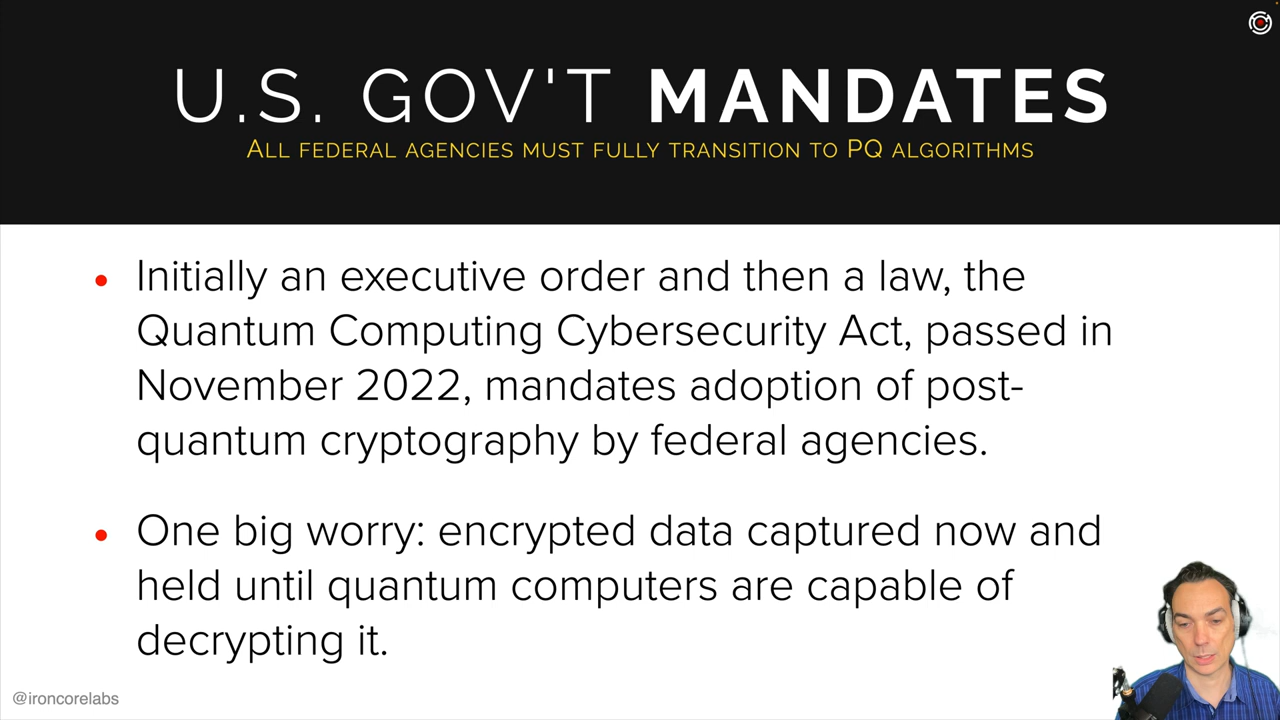 U.S. GOV'T MANDATES
ALL FEDERAL AGENCIES MUST FULLY TRANSITION TO PQ ALGORITHMS
• Initially an executive order and then a law, the
Quantum Computing Cybersecurity Act, passed in
November 2022, mandates adoption of post-
quantum cryptography by federal agencies.
• One big worry: encrypted data captured now and
held until quantum computers are capable of
decrypting it.
@ironcorelabs